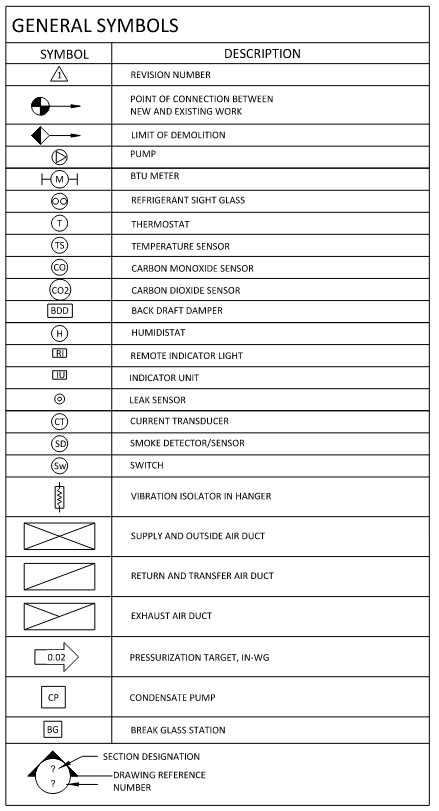 GENERAL SYMBOLS
SYMBOL DESCRIPTION
1 REVISION NUMBER
POINT OF CONNECTION BETWEEN
NEW AND EXISTING WORK
LIMIT OF DEMOLITION
PUMP
M BTU METER
REFRIGERANT SIGHT GLASS
T THERMOSTAT
TS TEMPERATURE SENSOR
CO CARBON MONOXIDE SENSOR
CO2 CARBON DIOXIDE SENSOR
BDD BACK DRAFT DAMPER
H HUMIDISTAT
RI REMOTE INDICATOR LIGHT
IU INDICATOR UNIT
LEAK SENSOR
CT CURRENT TRANSDUCER
SD SMOKE DETECTOR/SENSOR
Sw SWITCH
VIBRATION ISOLATOR IN HANGER
SUPPLY AND OUTSIDE AIR DUCT
RETURN AND TRANSFER AIR DUCT
EXHAUST AIR DUCT
0.02 PRESSURIZATION TARGET, IN-WG
CP CONDENSATE PUMP
BG BREAK GLASS STATION
? SECTION DESIGNATION
? DRAWING REFERENCE
NUMBER